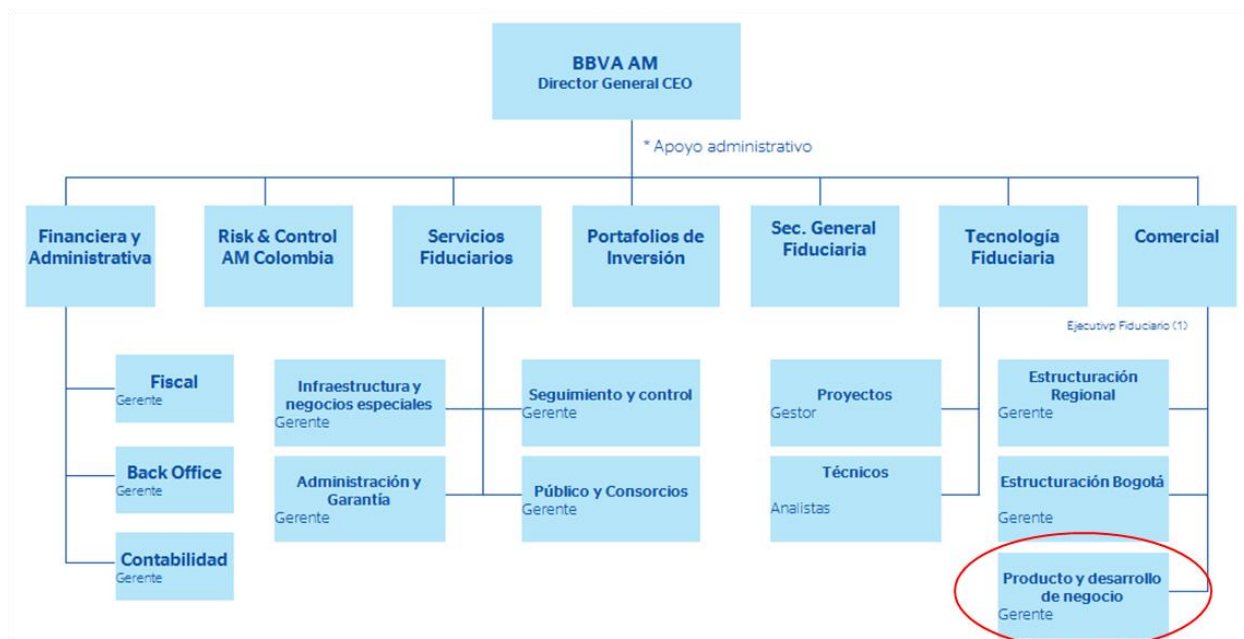 BBVA AM
Director General CEO
* Apoyo administrativo
Financiera y
Administrativa
Risk & Control
AM Colombia
Servicios
Fiduciarios
Portafolios de
Inversión
Sec. General
Fiduciaria
Tecnología
Fiduciaria
Comercial
Ejecutivp Fiduciario (1)
Fiscal
Gerente
Back Office
Gerente
Contabilidad
Gerente
Infraestructura y
negocios especiales
Gerente
Administración y
Garantía
Gerente
Seguimiento y control
Gerente
Público y Consorcios
Gerente
Proyectos
Gestor
Técnicos
Analistas
Estructuración
Regional
Gerente
Estructuración Bogotá
Gerente
Producto y desarrollo
de negocio
Gerente